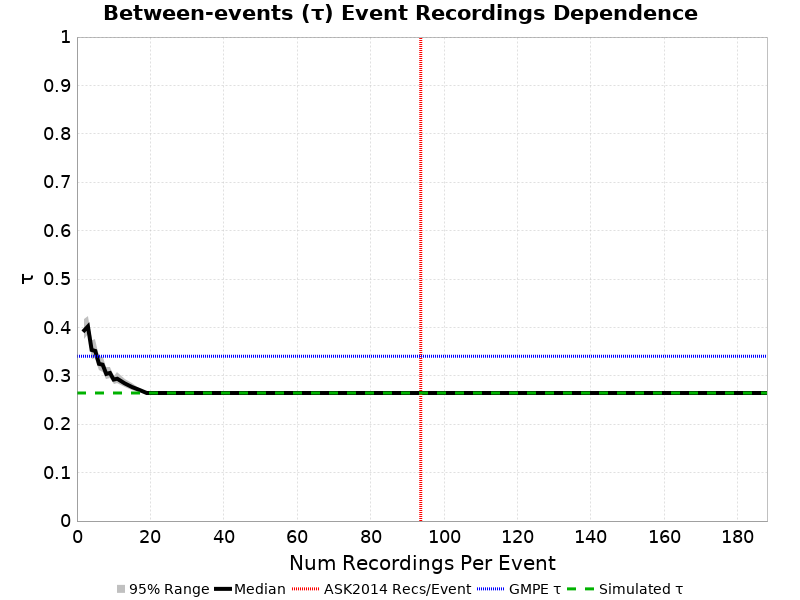 Between-events (τ) Event Recordings Dependence
1
0.9
0.8
0.7
0.6
0.5
0.4
0.3
0.2
0.1
0
τ
0 20 40 60 80 100 120 140 160 180
Num Recordings Per Event
95% Range Median ASK2014 Recs/Event GMPE τ Simulated τ